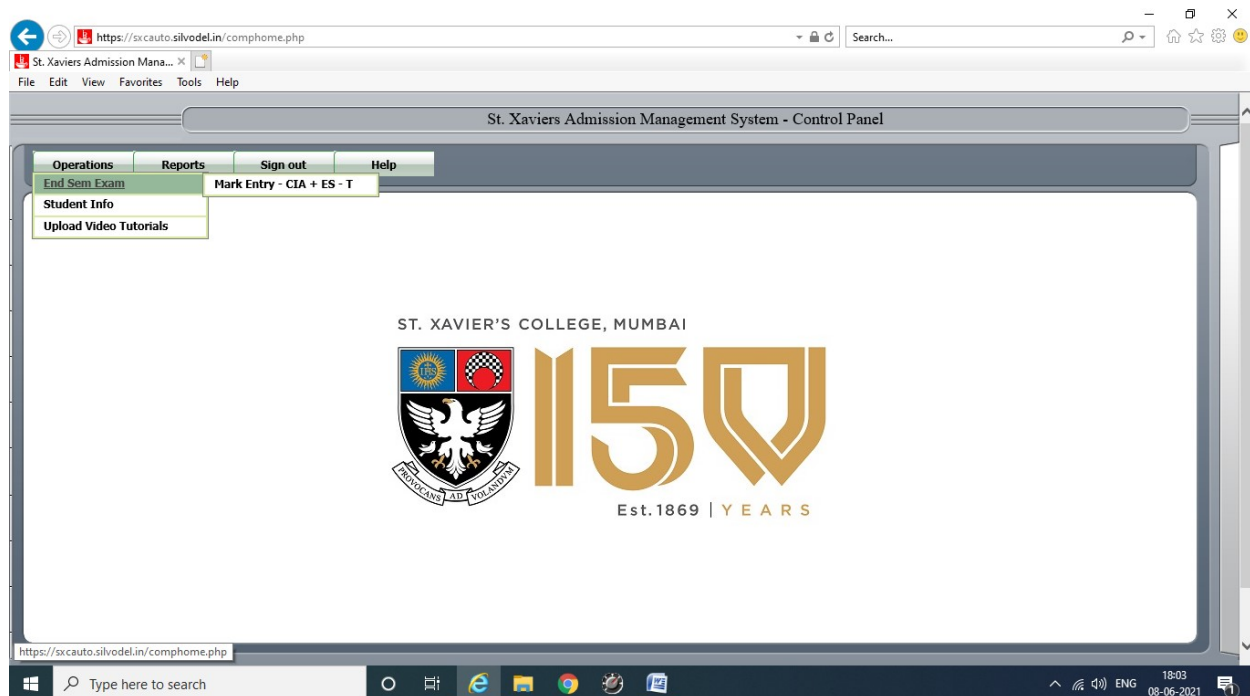 https://sxcauto.silvodel.in/comphome.php
Search...
St. Xaviers Admission Mana...
File Edit View Favorites Tools Help
St. Xaviers Admission Management System - Control Panel
Operations Reports Sign out Help
End Sem Exam Mark Entry - CIA + ES - T
Student Info
Upload Video Tutorials
ST. XAVIER'S COLLEGE, MUMBAI
IHS
150
PROVOCANS AD VOLANDVM
Est.1869 | YEARS
https://sxcauto.silvodel.in/comphome.php
Type here to search
ENG
18:03
08-06-2021